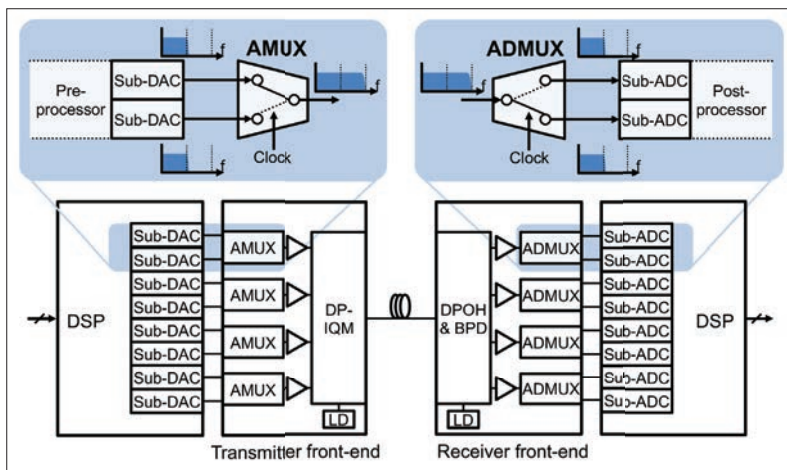 AMUX
f
Pre-
processor
Sub-DAC
Sub-DAC
f
f
Clock
ADMUX
f
f
Sub-ADC
Sub-ADC
Post-
processor
Clock
f
DSP
Sub-DAC
Sub-DAC
Sub-DAC
Sub-DAC
Sub-DAC
Sub-DAC
Sub-DAC
Sub-DAC
AMUX
AMUX
AMUX
AMUX
DP-
IQM
LD
Transmitter front-end
DPOH
& BPD
LD
ADMUX
ADMUX
ADMUX
ADMUX
Receiver front-end
Sub-ADC
Sub-ADC
Sub-ADC
Sub-ADC
Sub-ADC
Sub-ADC
Sub-ADC
Sub-ADC
DSP